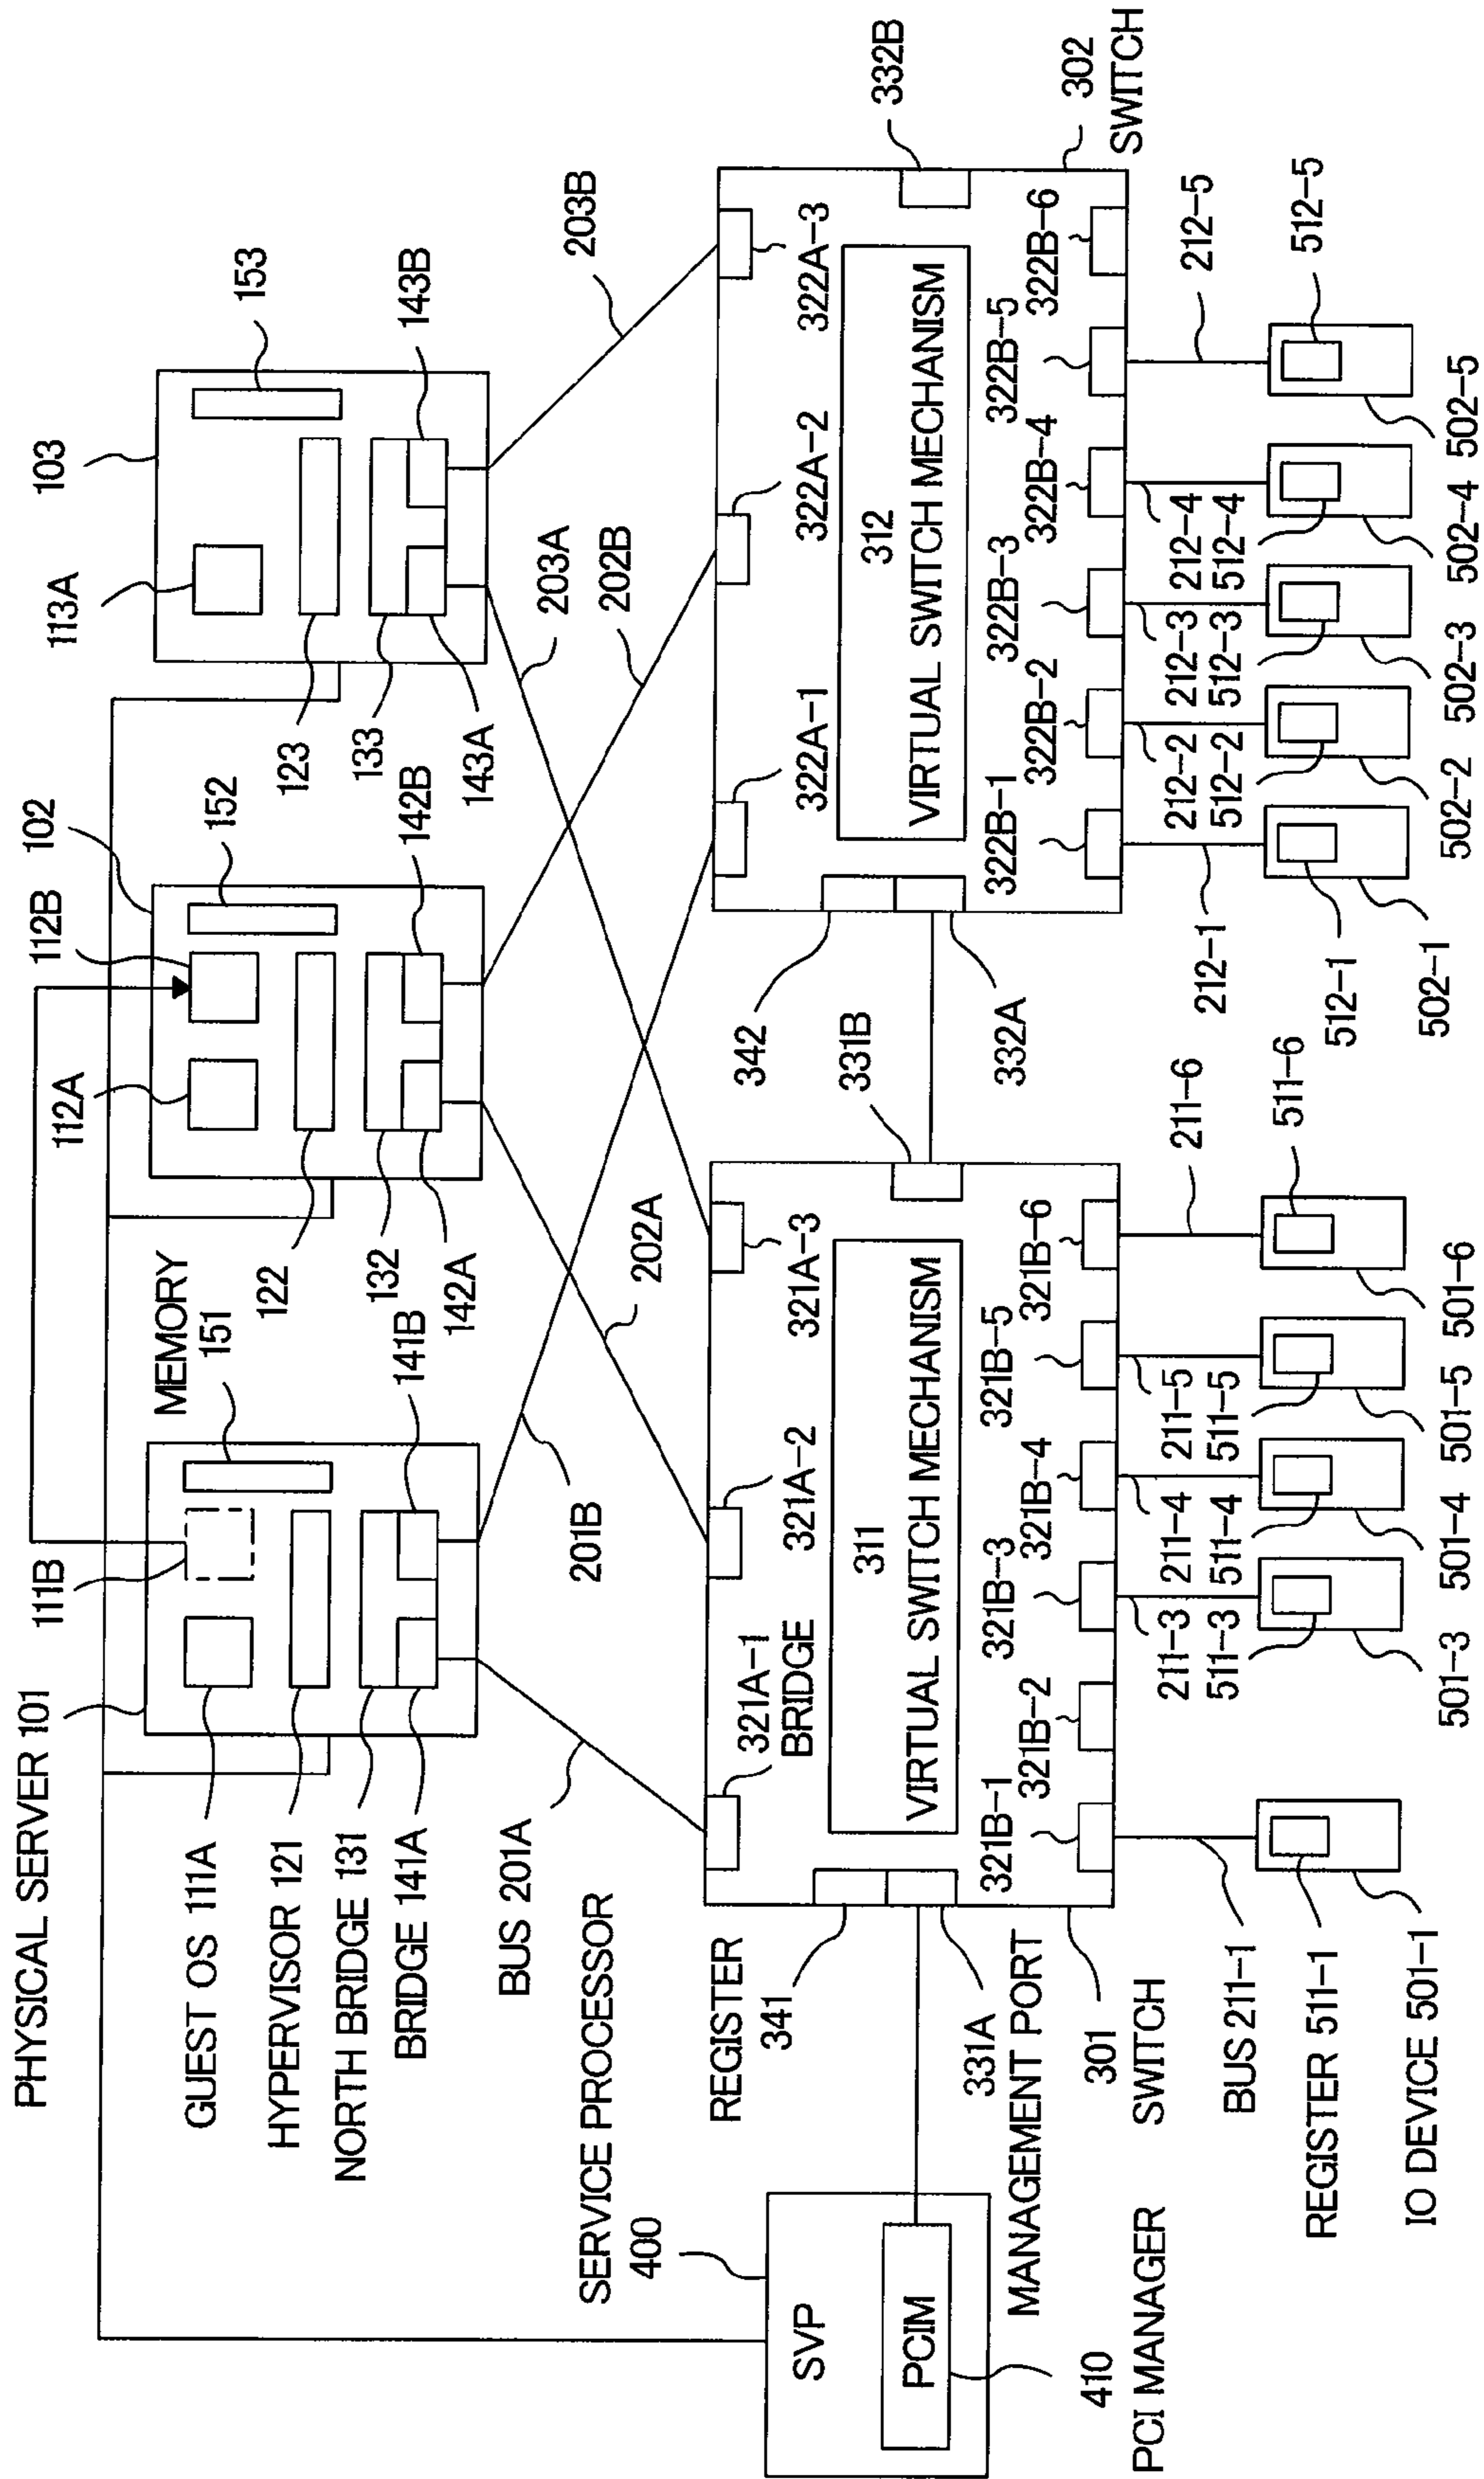 PHYSICAL SERVER 101
GUEST OS 111A
HYPERVISOR 121
NORTH BRIDGE 131
BRIDGE 141A
BUS 201A
111B
MEMORY
151
141B
201B
112A
112B
102
152
122
132
142A
142B
202A
202B
113A
103
153
123
133
143A
143B
203A
203B
SERVICE PROCESSOR
400
SVP
PCIM
410
PCI MANAGER
REGISTER
341
331A
MANAGEMENT PORT
301
SWITCH
321A-1
BRIDGE
321A-2
321A-3
311
VIRTUAL SWITCH MECHANISM
321B-1
321B-2
321B-3
321B-4
321B-5
321B-6
331B
342
332A
322A-1
322A-2
322A-3
312
VIRTUAL SWITCH MECHANISM
322B-1
322B-2
322B-3
322B-4
322B-5
322B-6
332B
302
SWITCH
BUS 211-1
REGISTER 511-1
IO DEVICE 501-1
211-3
511-3
501-3
211-4
511-4
501-4
211-5
511-5
501-5
211-6
511-6
501-6
212-1
512-1
502-1
212-2
512-2
502-2
212-3
512-3
502-3
212-4
512-4
502-4
212-5
512-5
502-5